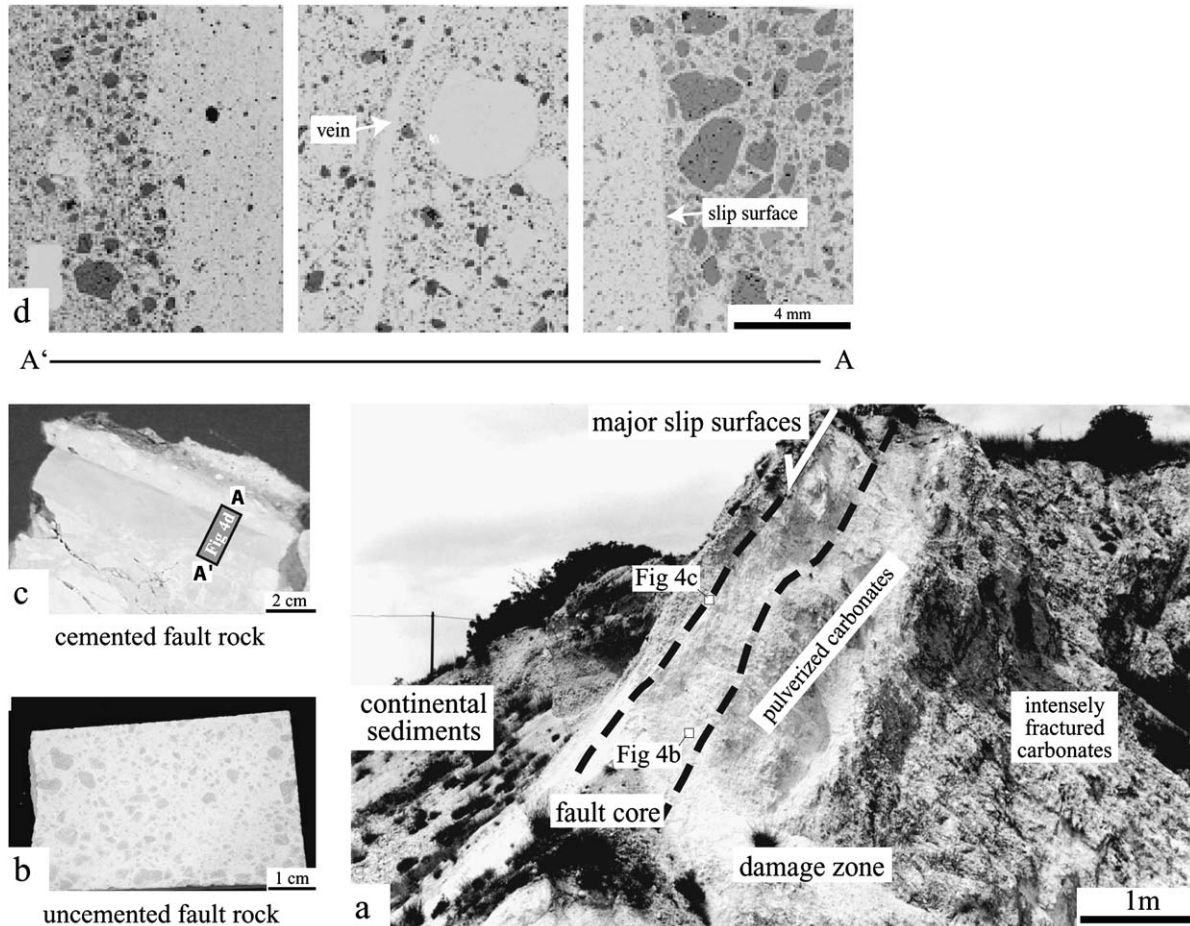 vein
slip surface
d
4 mm
A‘
A
A
Fig 4d
A'
c
2 cm
cemented fault rock
b
1 cm
uncemented fault rock
major slip surfaces
Fig 4c
pulverized carbonates
continental
sediments
intensely
fractured
carbonates
Fig 4b
fault core
damage zone
a
1m